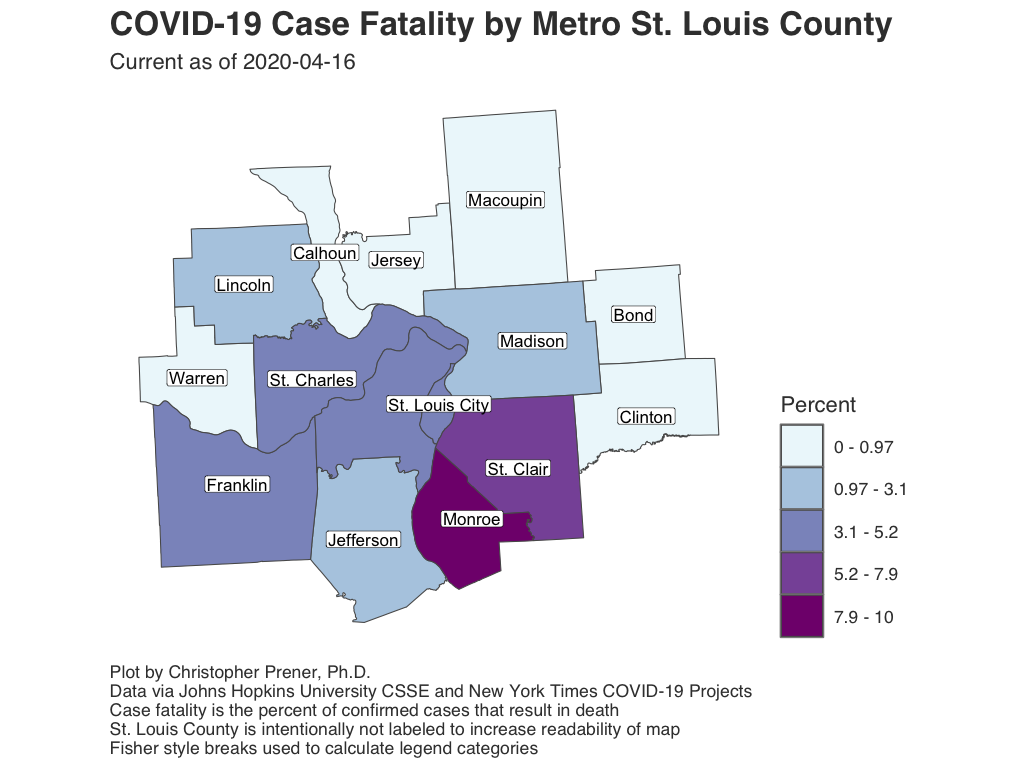 COVID-19 Case Fatality by Metro St. Louis County
Current as of 2020-04-16
Macoupin
Calhoun
Jersey
Lincoln
Bond
Madison
Warren
St. Charles
St. Louis City
Clinton
St. Clair
Franklin
Monroe
Jefferson
Percent
0 - 0.97
0.97 - 3.1
3.1 - 5.2
5.2 - 7.9
7.9 - 10
Plot by Christopher Prener, Ph.D.
Data via Johns Hopkins University CSSE and New York Times COVID-19 Projects
Case fatality is the percent of confirmed cases that result in death
St. Louis County is intentionally not labeled to increase readability of map
Fisher style breaks used to calculate legend categories